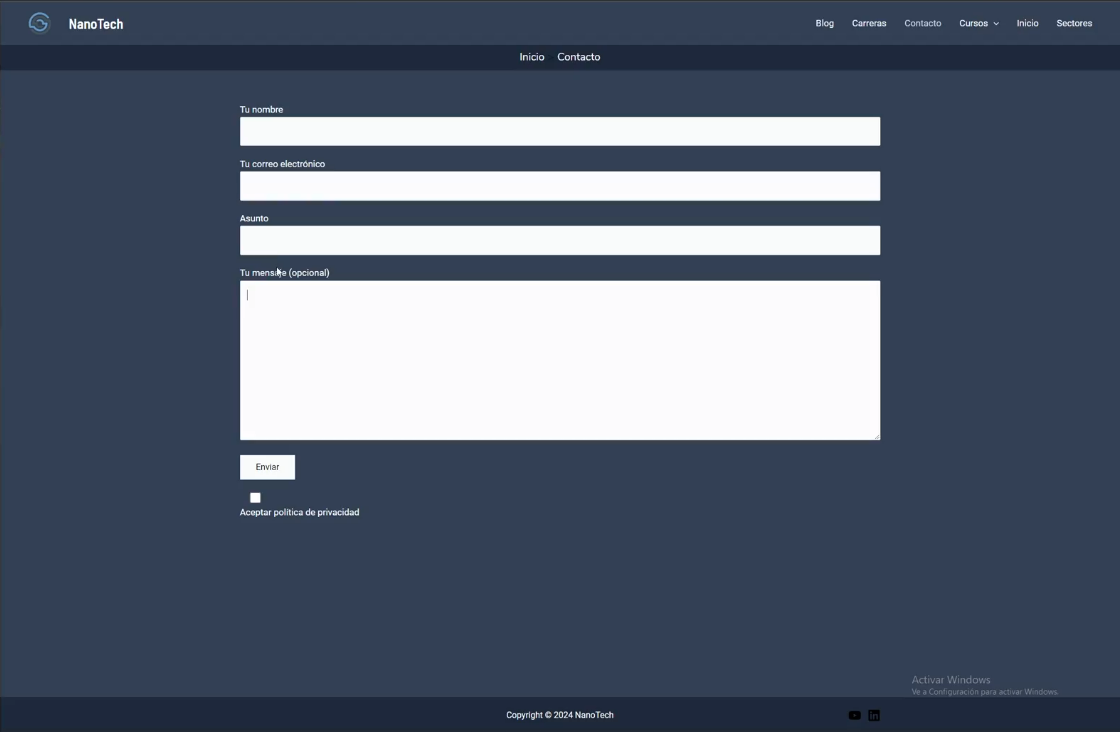 NanoTech
Blog Carreras Contacto Cursos Inicio Sectores
Inicio Contacto
Tu nombre
Tu correo electrónico
Asunto
Tu mensaje (opcional)
Enviar
Aceptar política de privacidad
Activar Windows
Ve a Configuración para activar Windows.
Copyright © 2024 NanoTech
in